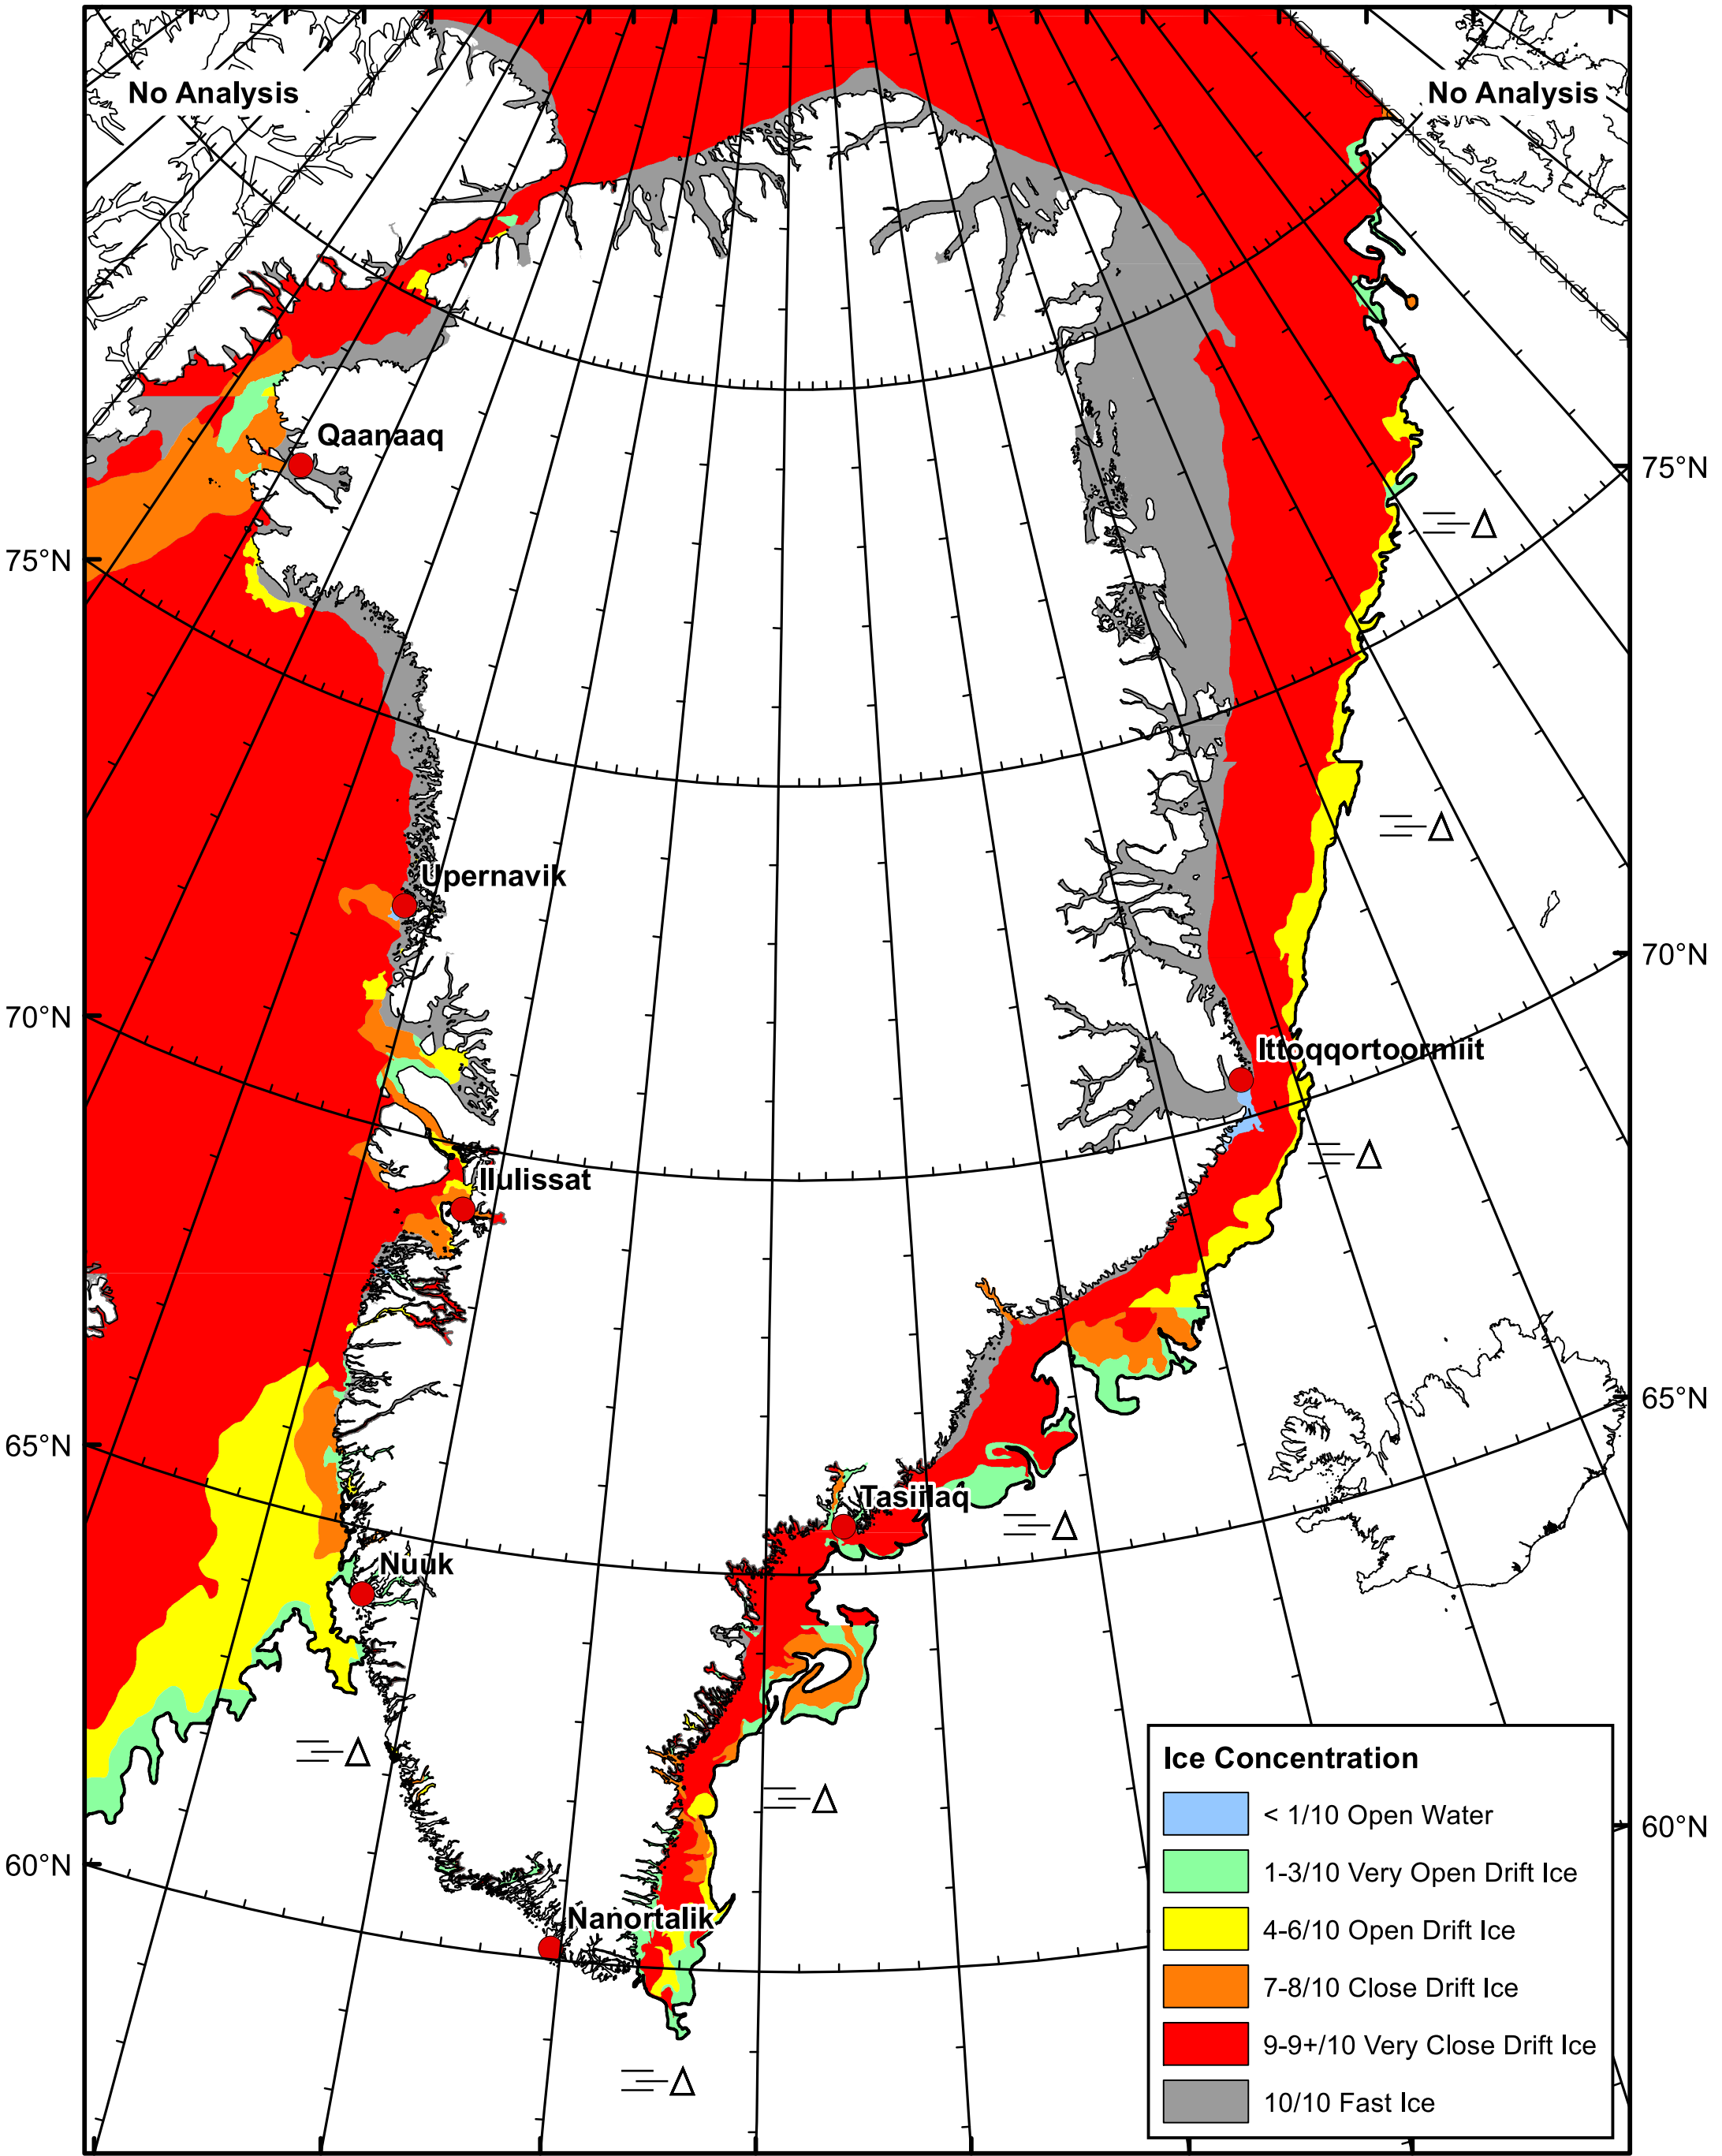 No Analysis
No Analysis
Qaanaaq
75°N
75°N
Upernavik
70°N
70°N
Ittoqqortoormiit
Ilulissat
65°N
65°N
Tasiilaq
Nuuk
60°N
60°N
Nanortalik
Ice Concentration
< 1/10 Open Water
1-3/10 Very Open Drift Ice
4-6/10 Open Drift Ice
7-8/10 Close Drift Ice
9-9+/10 Very Close Drift Ice
10/10 Fast Ice